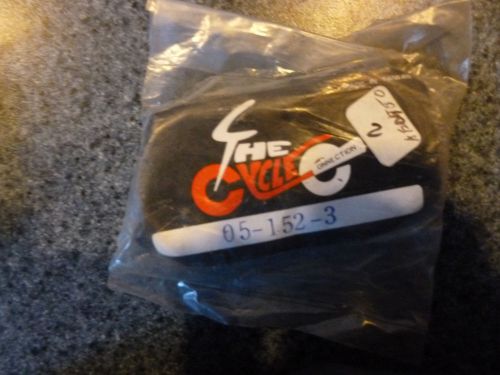 THE
CYCLE
CONNECTION
2
05-152-3